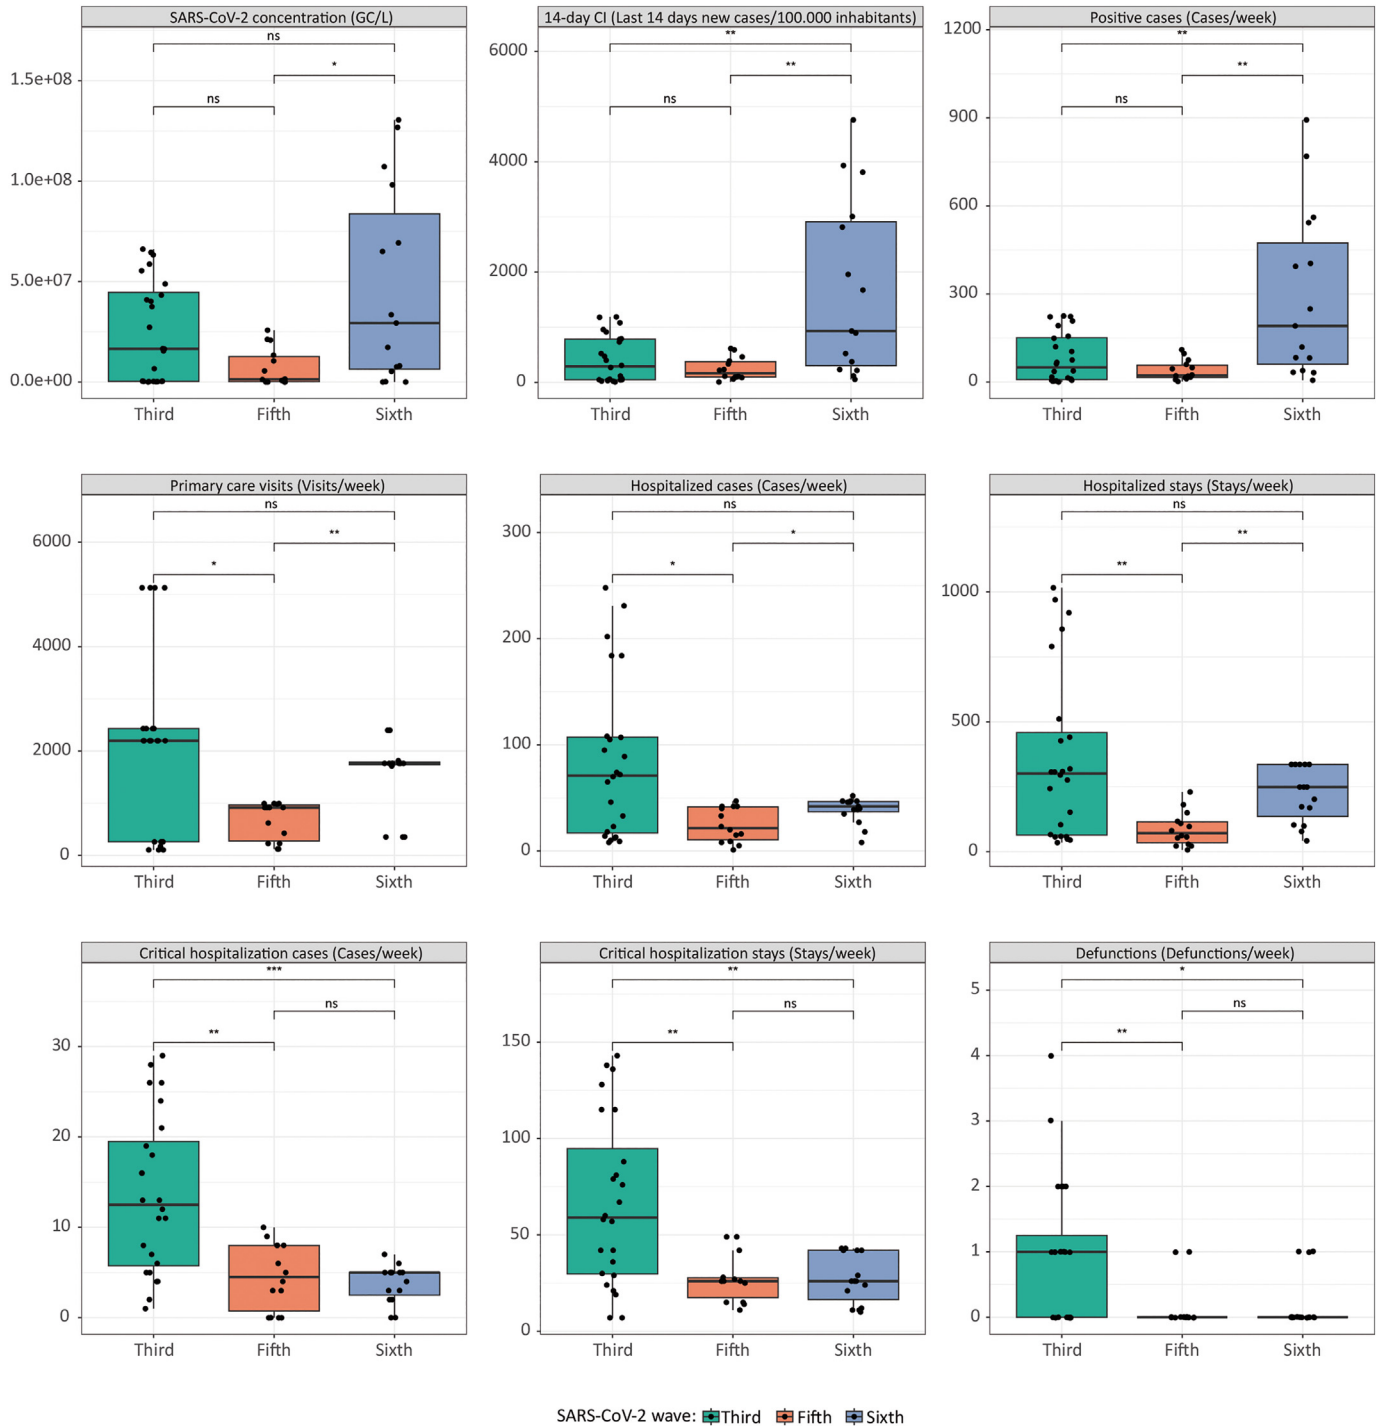 SARS-CoV-2 concentration (GC/L)
ns
*
ns
1.5e+08
1.0e+08
5.0e+07
0.0e+00
Third Fifth Sixth
14-day CI (Last 14 days new cases/100.000 inhabitants)
**
**
ns
6000
4000
2000
0
Third Fifth Sixth
Positive cases (Cases/week)
**
**
ns
1200
900
600
300
0
Third Fifth Sixth
Primary care visits (Visits/week)
ns
**
*
6000
4000
2000
0
Third Fifth Sixth
Hospitalized cases (Cases/week)
ns
*
*
300
200
100
0
Third Fifth Sixth
Hospitalized stays (Stays/week)
ns
**
**
1000
500
0
Third Fifth Sixth
Critical hospitalization cases (Cases/week)
***
ns
**
30
20
10
0
Third Fifth Sixth
Critical hospitalization stays (Stays/week)
**
ns
**
150
100
50
0
Third Fifth Sixth
Defunctions (Defunctions/week)
*
ns
**
5
4
3
2
1
0
Third Fifth Sixth
SARS-CoV-2 wave: Third Fifth Sixth